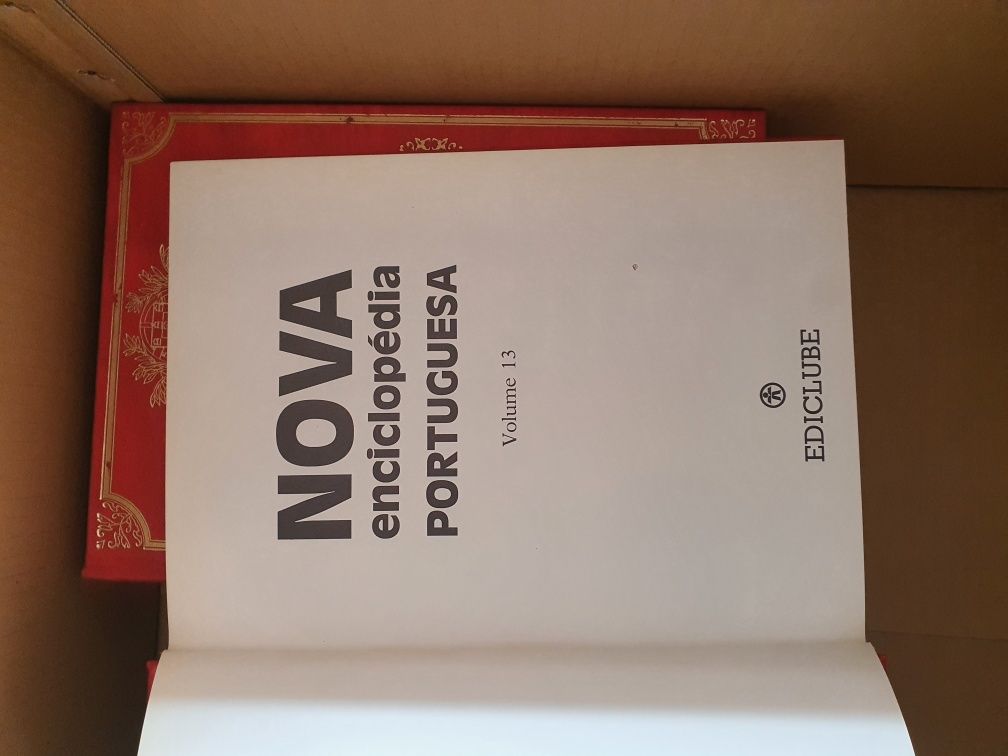 NOVA
enciclopédia
PORTUGUESA
Volume 13
EDICLUBE